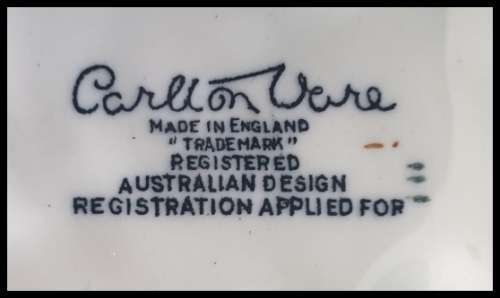 Carlton Ware
MADE IN ENGLAND
"TRADEMARK"
REGISTERED
AUSTRALIAN DESIGN
REGISTRATION APPLIED FOR